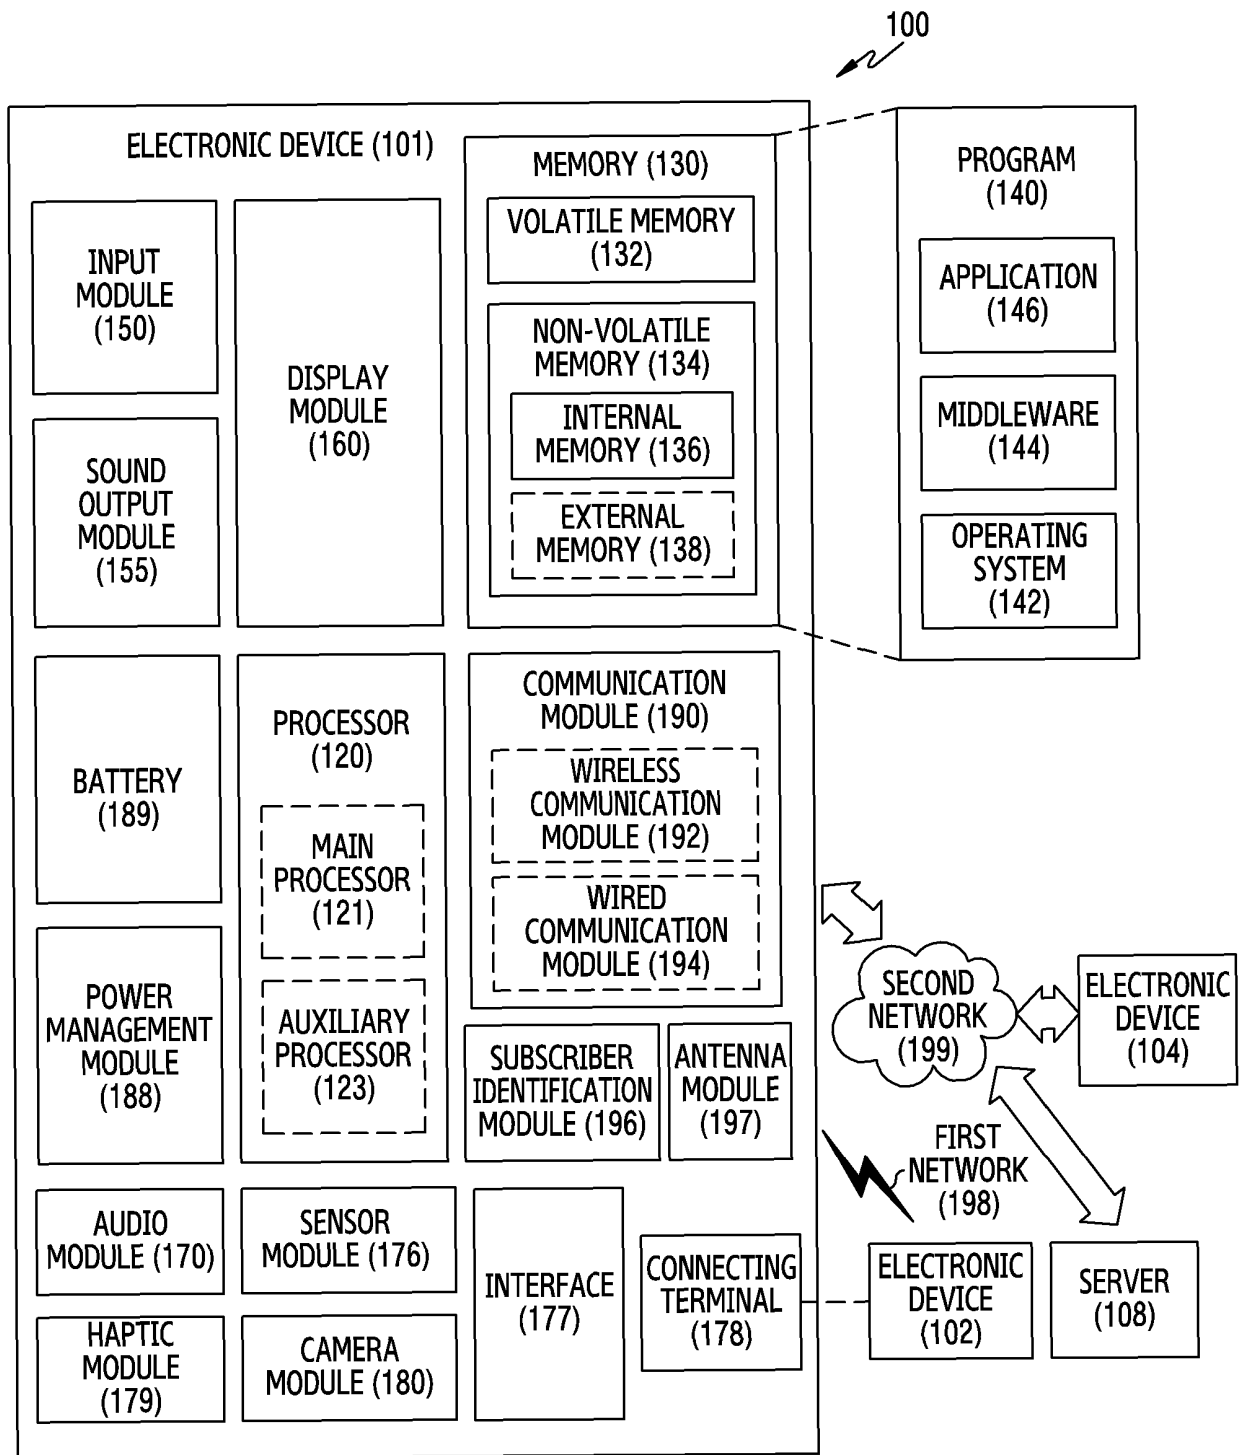 100
ELECTRONIC DEVICE (101)
INPUT
MODULE
(150)
DISPLAY
MODULE
(160)
SOUND
OUTPUT
MODULE
(155)
MEMORY (130)
VOLATILE MEMORY
(132)
NON-VOLATILE
MEMORY (134)
INTERNAL
MEMORY (136)
EXTERNAL
MEMORY (138)
PROGRAM
(140)
APPLICATION
(146)
MIDDLEWARE
(144)
OPERATING
SYSTEM
(142)
BATTERY
(189)
PROCESSOR
(120)
MAIN
PROCESSOR
(121)
AUXILIARY
PROCESSOR
(123)
COMMUNICATION
MODULE (190)
WIRELESS
COMMUNICATION
MODULE (192)
WIRED
COMMUNICATION
MODULE (194)
POWER
MANAGEMENT
MODULE
(188)
SUBSCRIBER
IDENTIFICATION
MODULE (196)
ANTENNA
MODULE
(197)
SECOND
NETWORK
(199)
ELECTRONIC
DEVICE
(104)
FIRST
NETWORK
(198)
AUDIO
MODULE (170)
SENSOR
MODULE (176)
INTERFACE
(177)
CONNECTING
TERMINAL
(178)
ELECTRONIC
DEVICE
(102)
SERVER
(108)
HAPTIC
MODULE
(179)
CAMERA
MODULE (180)